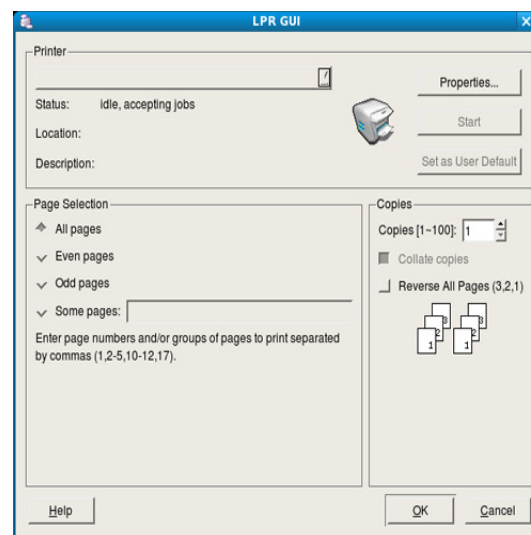 LPR GUI
Printer
Properties...
Status: idle, accepting jobs
Start
Location:
Set as User Default
Description:
Page Selection
All pages
Even pages
Odd pages
Some pages:
Enter page numbers and/or groups of pages to print separated
by commas (1,2-5,10-12,17).
Copies
Copies [1~100]: 1
Collate copies
Reverse All Pages (3,2,1)
3 3
2 2
1 1
Help
OK
Cancel